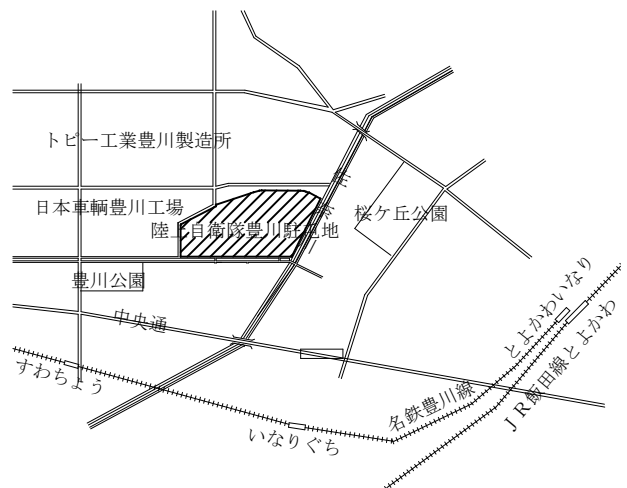 トピー工業豊川製造所
日本車輌豊川工場
陸上自衛隊豊川駐屯地
桜ケ丘公園
豊川公園
中央通
とよかわいなり
すわちょう
名鉄豊川線
JR飯田線とよかわ
いなりぐち